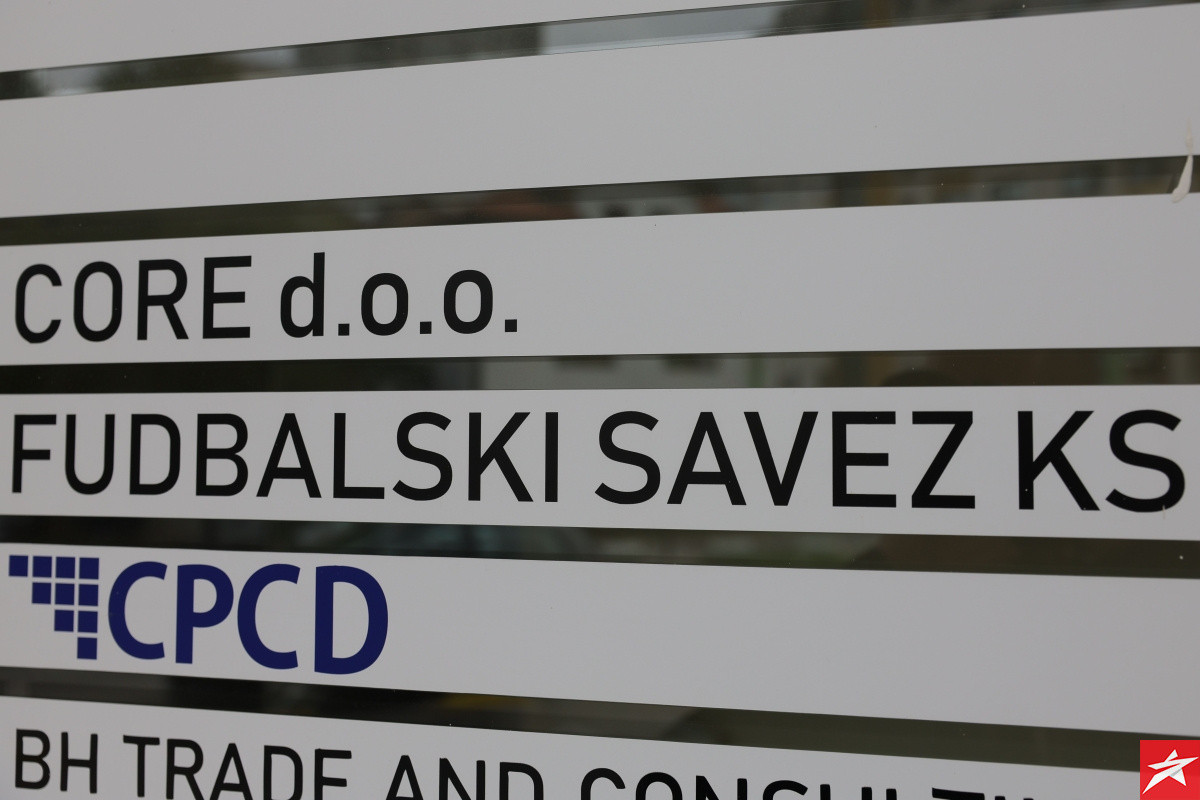 CORE d.o.o.
FUDBALSKI SAVEZ KS
CPCD
BH TRADE AND